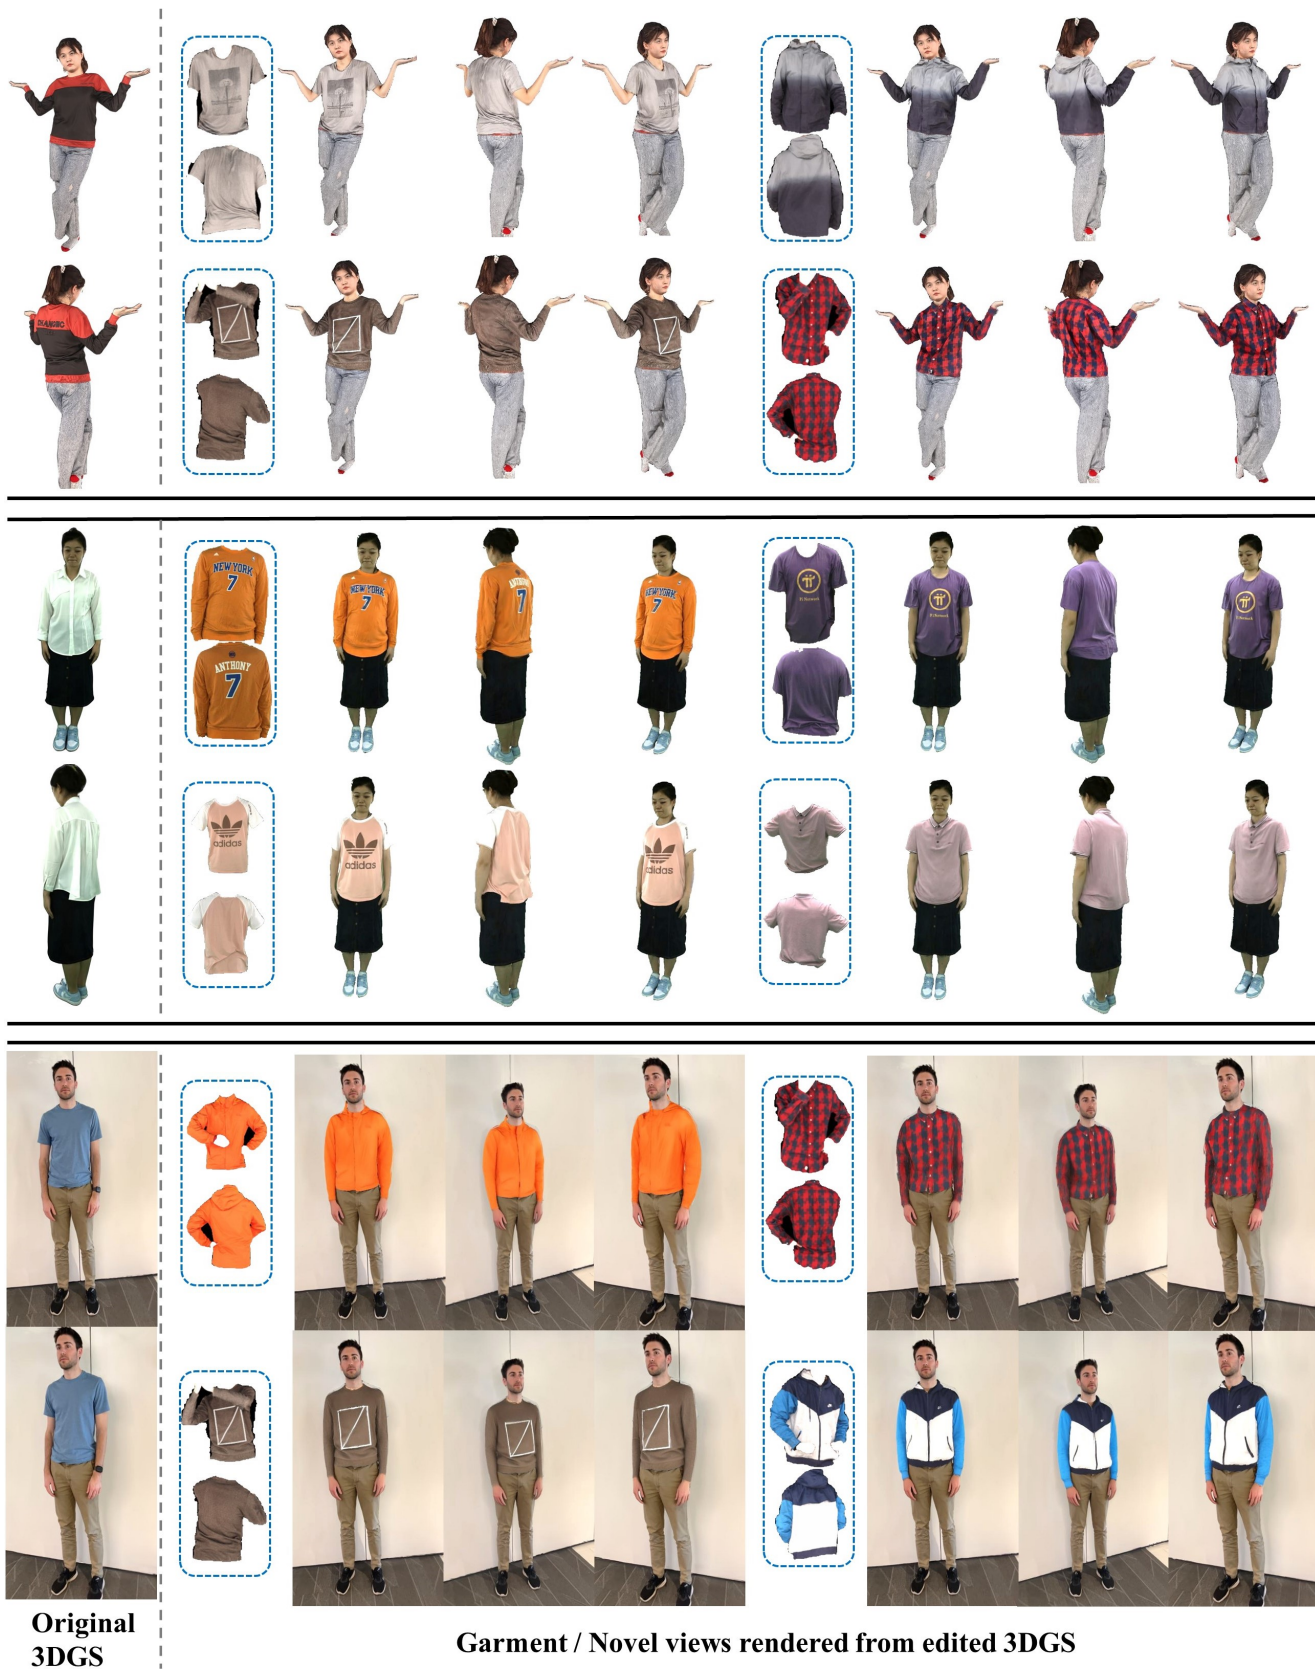 NEW YORK
7
NEW YORK
7
ANTHONY
7
NEW YORK
7
ANTHONY
7
adidas
adidas
adidas
Original
3DGS
Garment / Novel views rendered from edited 3DGS